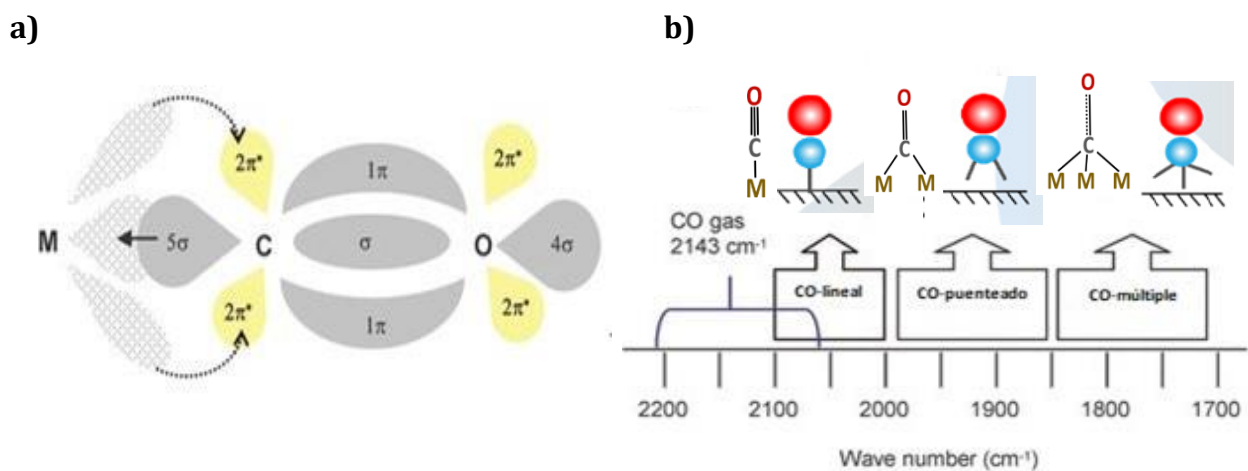 a)
2π*
1π
2π*
M
5σ
C
σ
O
4σ
2π*
1π
2π*
b)
O
C
M
O
C
M M
O
C
M M M
CO gas
2143 cm⁻¹
CO-lineal
CO-puenteado
CO-múltiple
2200 2100 2000 1900 1800 1700
Wave number (cm⁻¹)